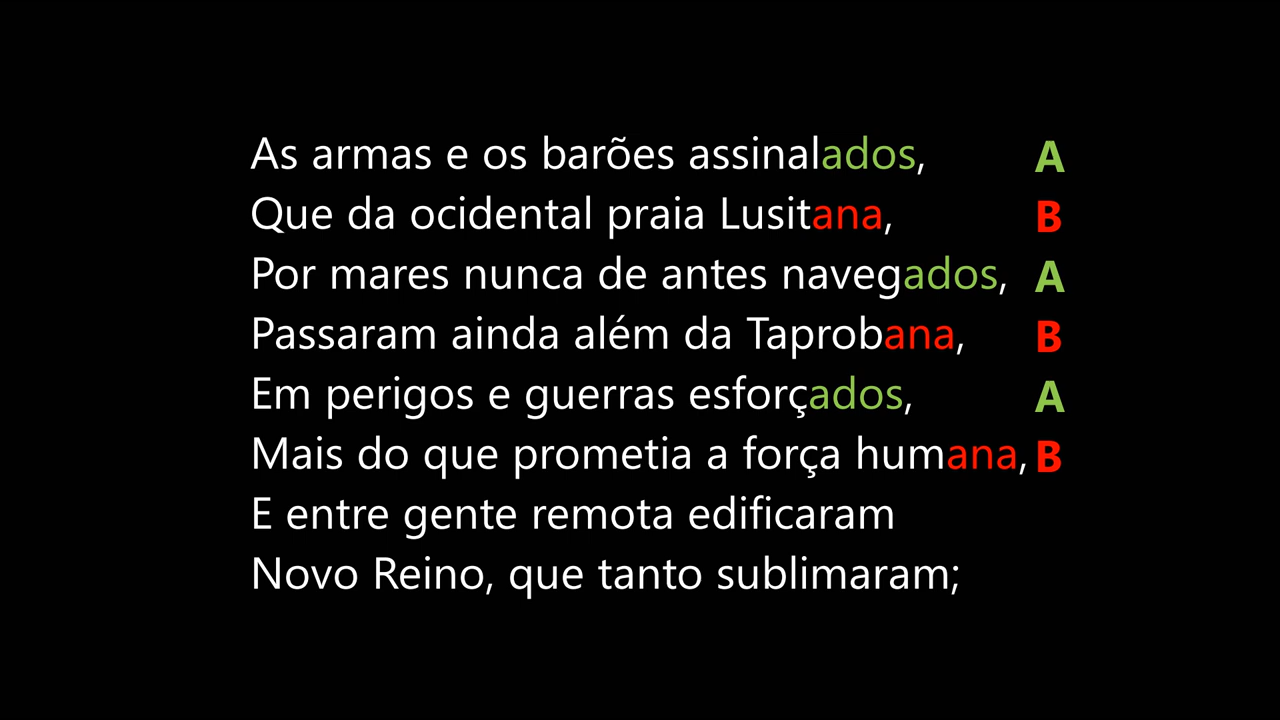 As armas e os barões assinalados, A
Que da ocidental praia Lusitana, B
Por mares nunca de antes navegados, A
Passaram ainda além da Taprobana, B
Em perigos e guerras esforçados, A
Mais do que prometia a força humana, B
E entre gente remota edificaram
Novo Reino, que tanto sublimaram;